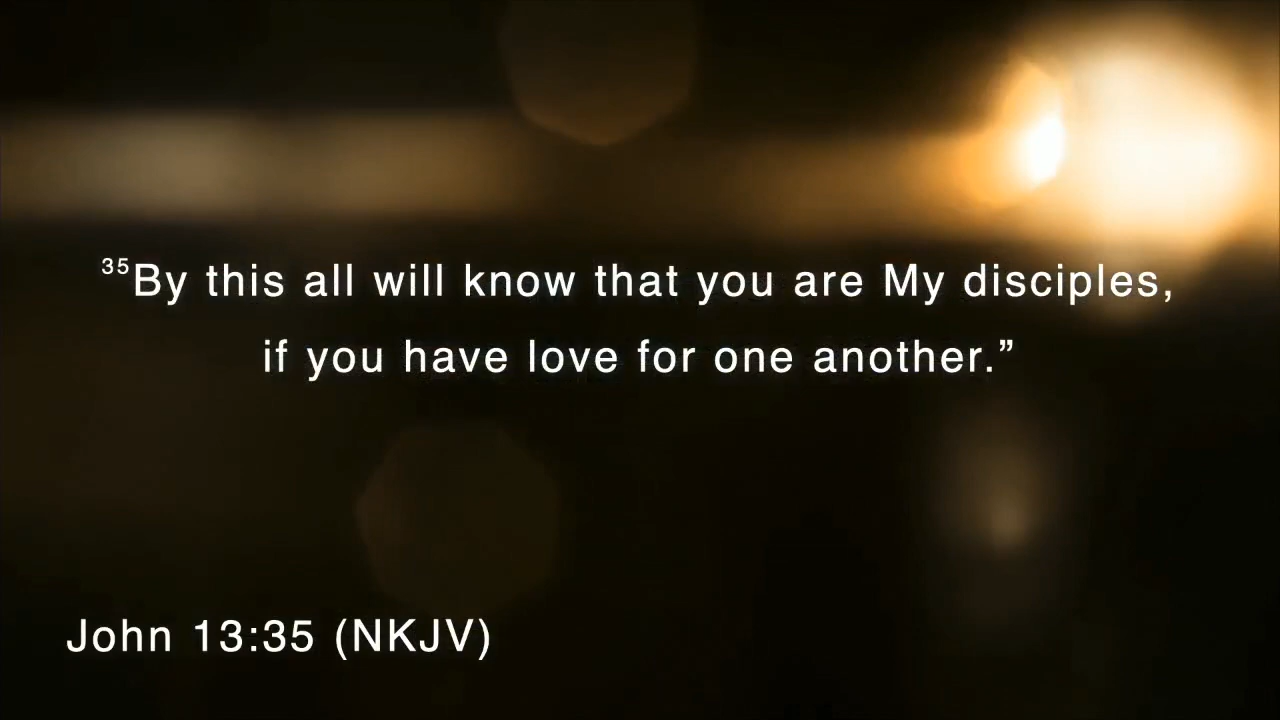 ³⁵By this all will know that you are My disciples,
if you have love for one another.”
John 13:35 (NKJV)